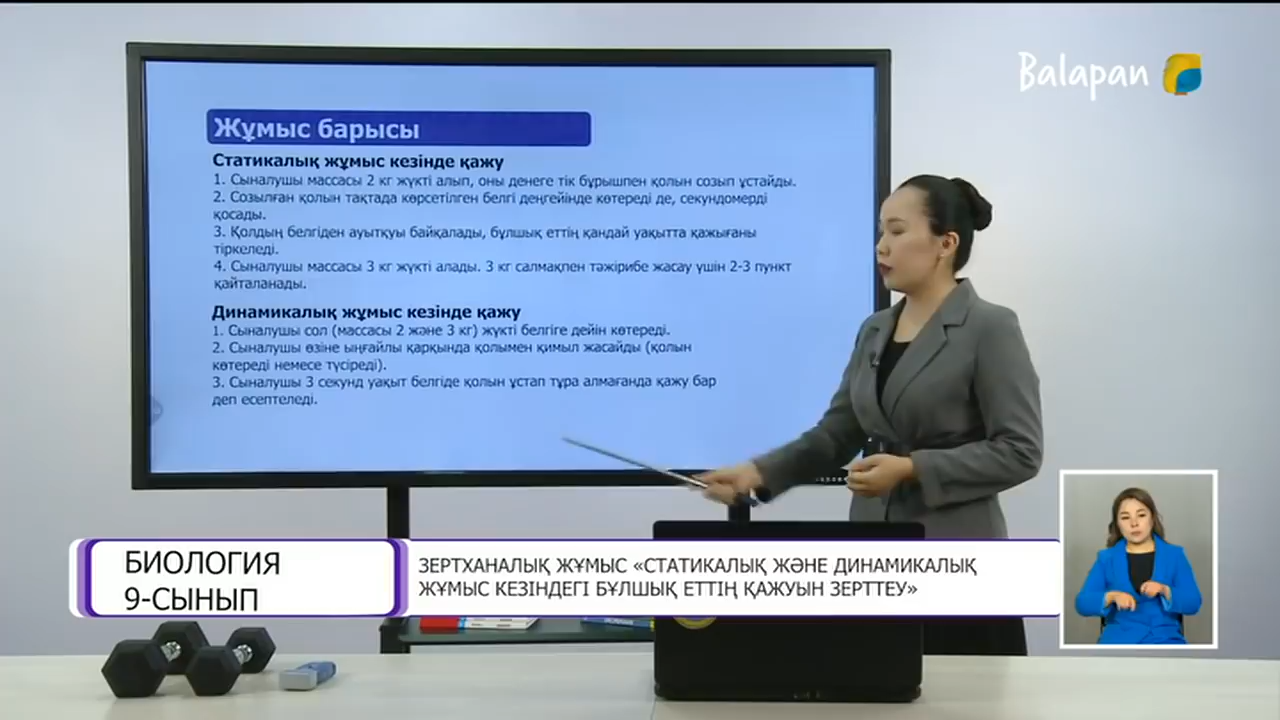 Balapan
Жұмыс барысы
Статикалық жұмыс кезінде қажу
1. Сыналушы массасы 2 кг жүкті алып, оны денеге тік бұрышпен қолын созып ұстайды.
2. Созылған қолын тақтада көрсетілген белгі деңгейінде көтереді де, секундомерді
қосады.
3. Қолдың белгіден ауытқуы байқалады, бұлшық еттің қандай уақытта қажығаны
тіркеледі.
4. Сыналушы массасы 3 кг жүкті алады. 3 кг салмақпен тәжірибе жасау үшін 2-3 пункт
қайталанады.
Динамикалық жұмыс кезінде қажу
1. Сыналушы сол (массасы 2 және 3 кг) жүкті белгіге дейін көтереді.
2. Сыналушы өзіне ыңғайлы қарқында қолымен қимыл жасайды (қолын
көтереді немесе түсіреді).
3. Сыналушы 3 секунд уақыт белгіде қолын ұстап тұра алмағанда қажу бар
деп есептеледі.
БИОЛОГИЯ
9-СЫНЫП
ЗЕРТХАНАЛЫҚ ЖҰМЫС «СТАТИКАЛЫҚ ЖӘНЕ ДИНАМИКАЛЫҚ
ЖҰМЫС КЕЗІНДЕГІ БҰЛШЫҚ ЕТТІҢ ҚАЖУЫН ЗЕРТТЕУ»